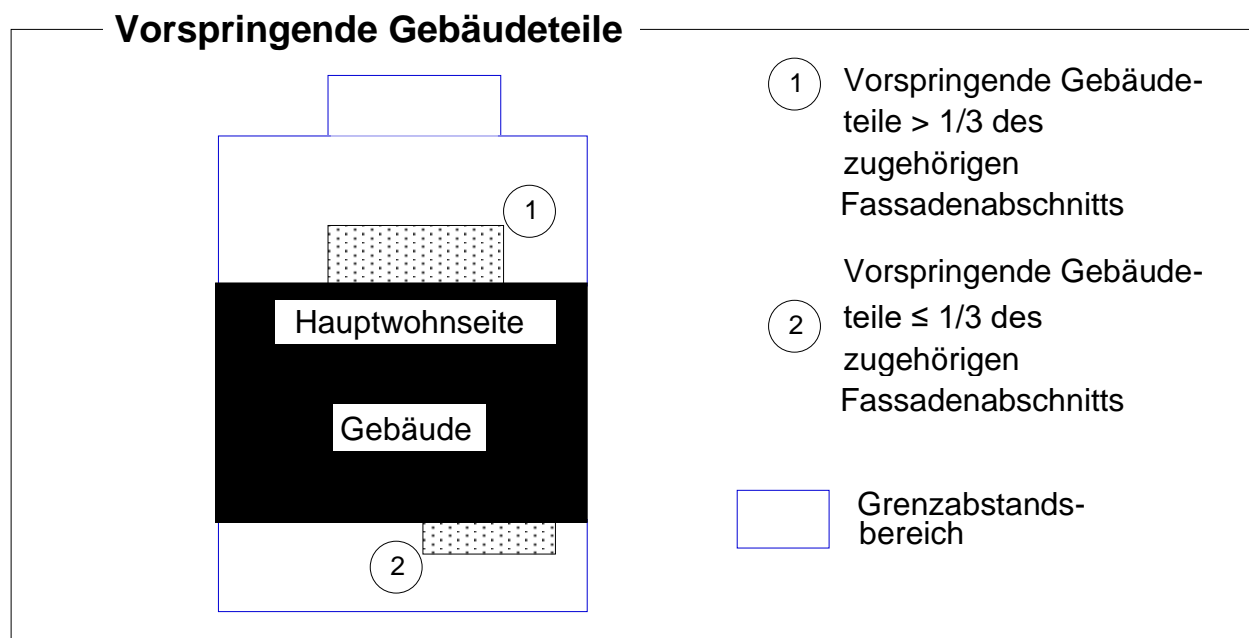 Vorspringende Gebäudeteile
1
Hauptwohnseite
Gebäude
2
1
Vorspringende Gebäude-
teile > 1/3 des
zugehörigen
Fassadenabschnitts
2
Vorspringende Gebäude-
teile ≤ 1/3 des
zugehörigen
Fassadenabschnitts
Grenzabstands-
bereich